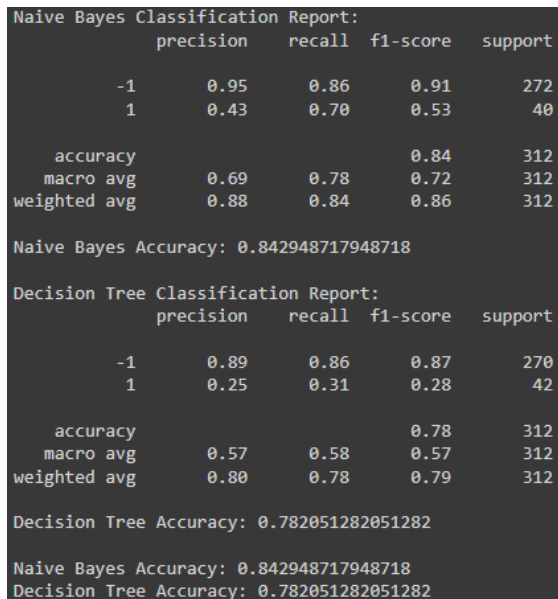 Naive Bayes Classification Report:
precision recall f1-score support
-1 0.95 0.86 0.91 272
1 0.43 0.70 0.53 40
accuracy 0.84 312
macro avg 0.69 0.78 0.72 312
weighted avg 0.88 0.84 0.86 312
Naive Bayes Accuracy: 0.842948717948718
Decision Tree Classification Report:
precision recall f1-score support
-1 0.89 0.86 0.87 270
1 0.25 0.31 0.28 42
accuracy 0.78 312
macro avg 0.57 0.58 0.57 312
weighted avg 0.80 0.78 0.79 312
Decision Tree Accuracy: 0.782051282051282
Naive Bayes Accuracy: 0.842948717948718
Decision Tree Accuracy: 0.782051282051282